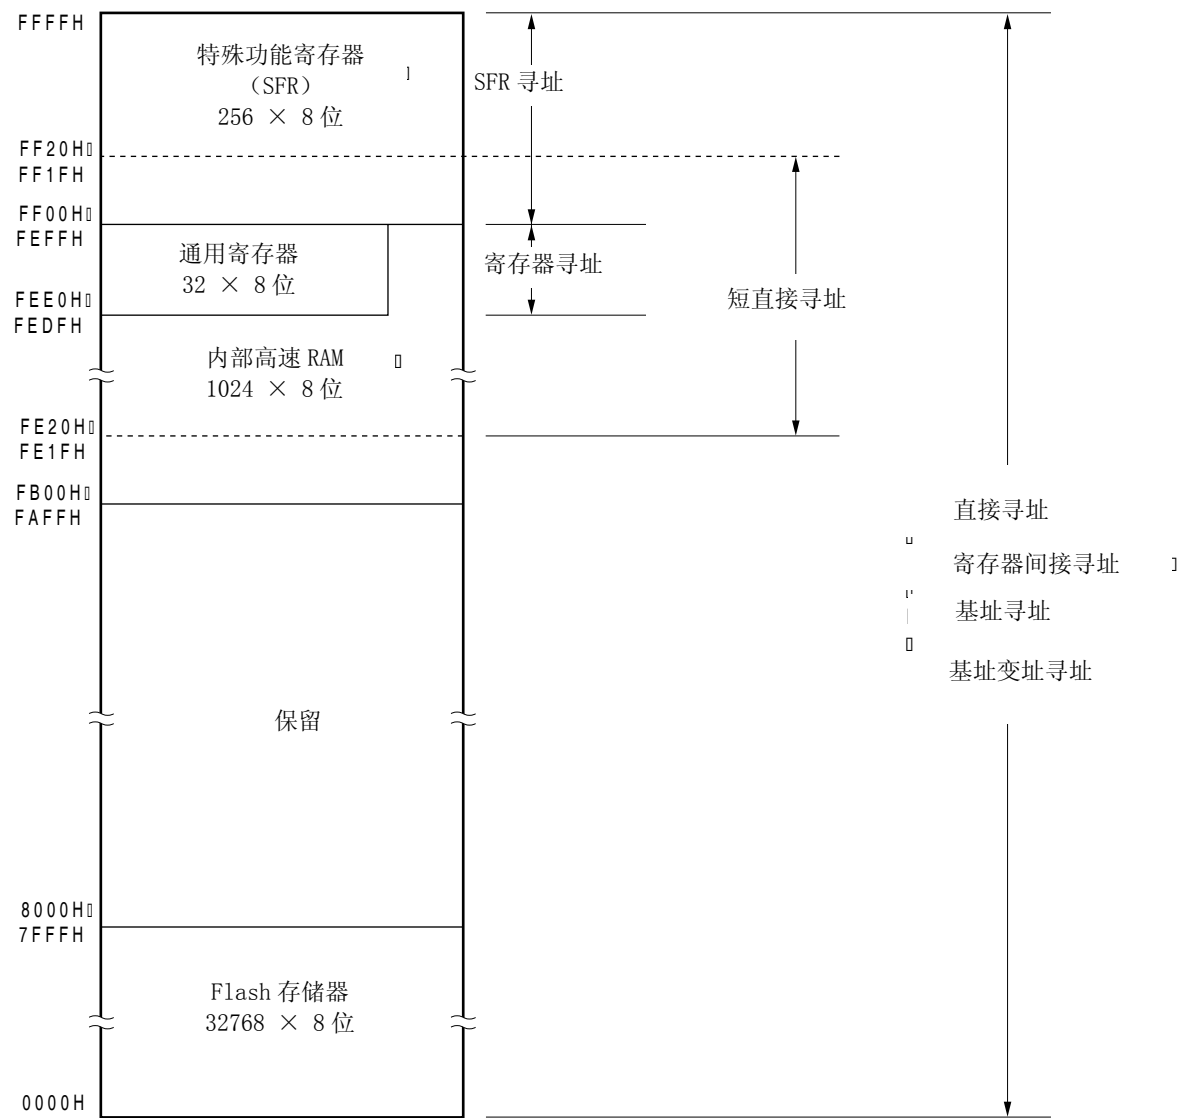 FFFFH
特殊功能寄存器
（SFR）
256 × 8位
SFR 寻址
FF20H
FF1FH
FF00H
FEFFH
通用寄存器
32 × 8位
寄存器寻址
FEE0H
FEDFH
短直接寻址
内部高速 RAM
1024 × 8位
FE20H
FE1FH
FB00H
FAFFH
直接寻址
寄存器间接寻址
基址寻址
基址变址寻址
保留
8000H
7FFFH
Flash 存储器
32768 × 8位
0000H